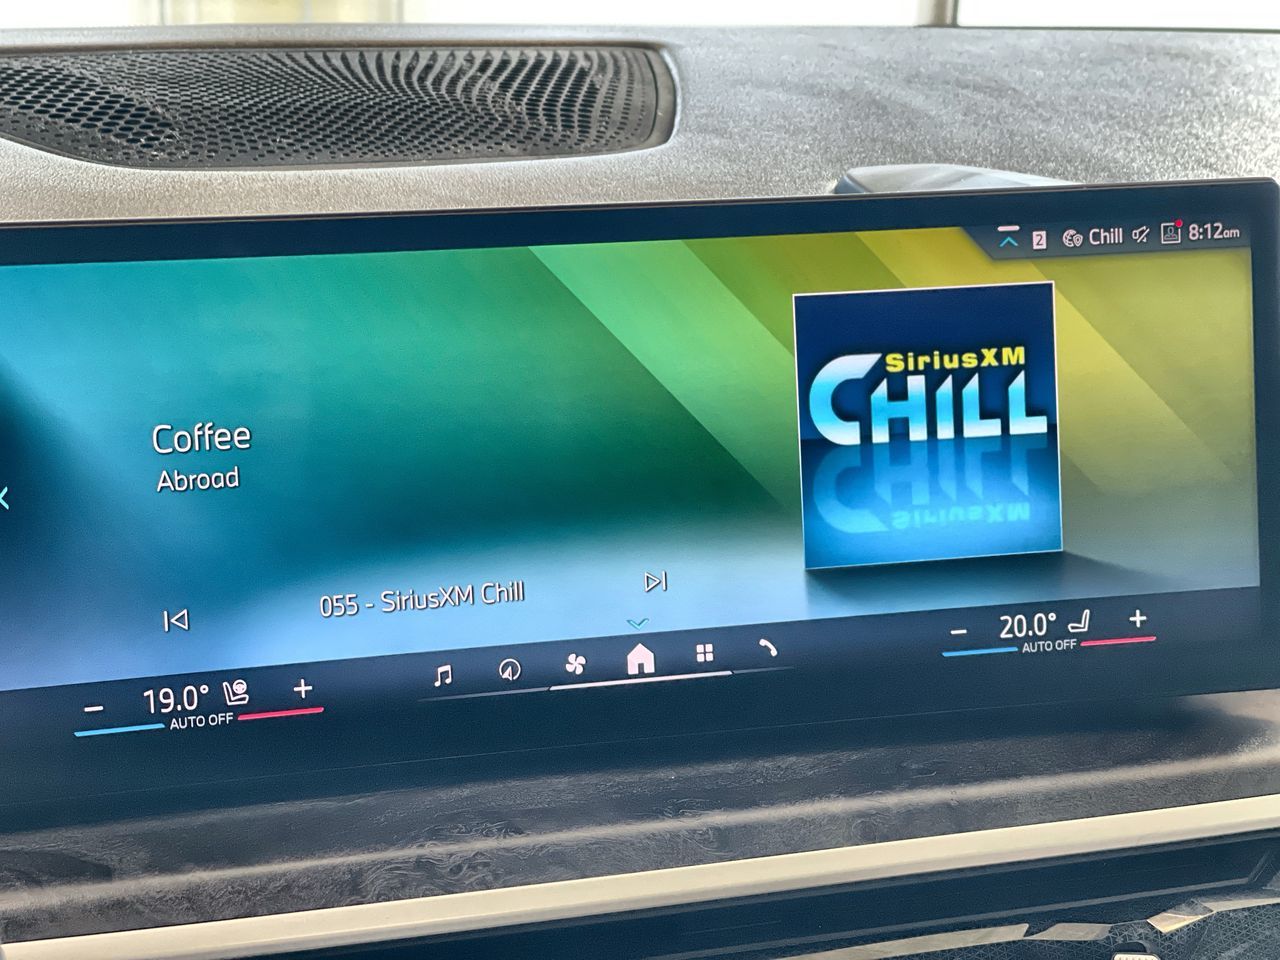 2 Chill 8:12am
SiriusXM
CHILL
CHILL
SiriusXM
Coffee
Abroad
055 - SiriusXM Chill
19.0°
AUTO OFF
20.0°
AUTO OFF